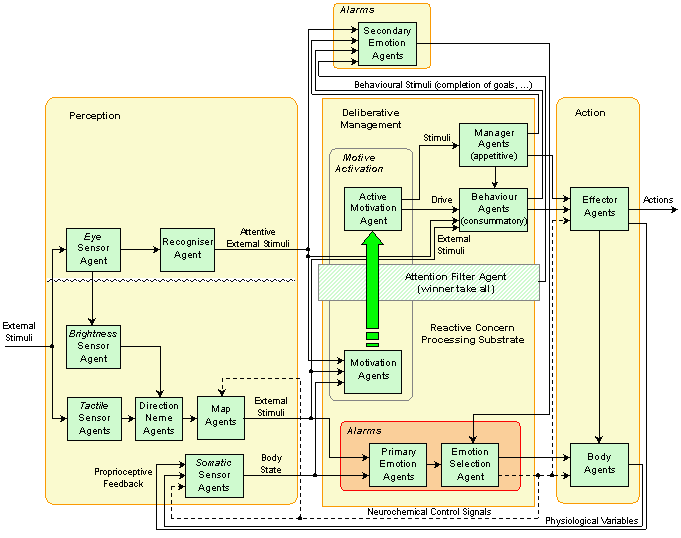 Alarms
Secondary
Emotion
Agents
Behavioural Stimuli (completion of goals, ...)
Perception
Deliberative
Management
Action
Stimuli
Manager
Agents
(appetitive)
Motive
Activation
Active
Motivation
Agent
Drive
Behaviour
Agents
(consummatory)
Effector
Agents
Actions
Eye
Sensor
Agent
Recogniser
Agent
Attentive
External Stimuli
External
Stimuli
Attention Filter Agent
(winner take all)
External
Stimuli
Brightness
Sensor
Agent
Reactive Concern
Processing Substrate
Motivation
Agents
Tactile
Sensor
Agents
Direction
Neme
Agents
Map
Agents
External
Stimuli
Alarms
Primary
Emotion
Agents
Emotion
Selection
Agent
Body
Agents
Proprioceptive
Feedback
Somatic
Sensor
Agents
Body
State
Neurochemical Control Signals
Physiological Variables